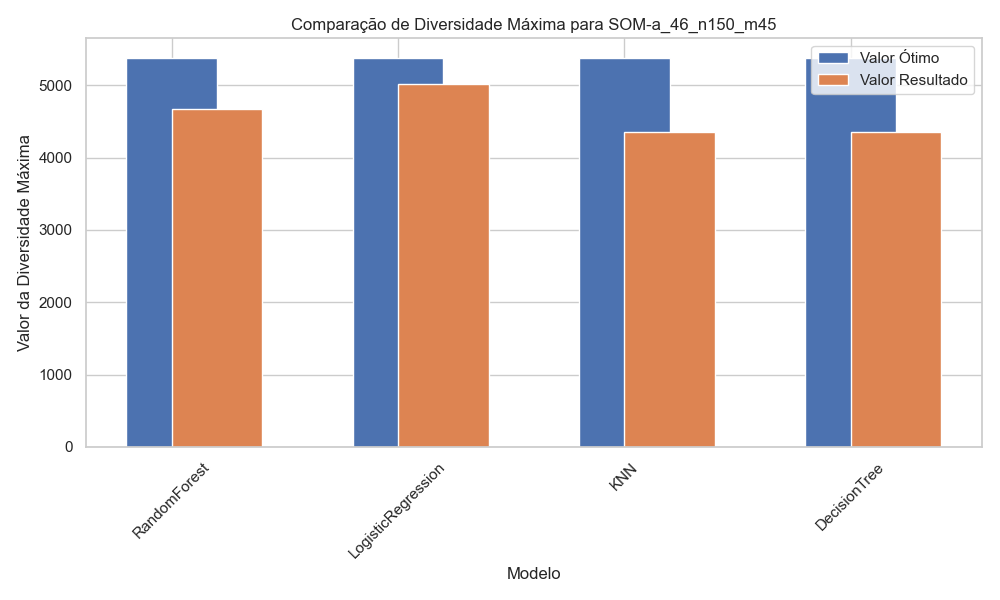 Comparação de Diversidade Máxima para SOM-a_46_n150_m45
Valor Ótimo
Valor Resultado
Valor da Diversidade Máxima
5000
4000
3000
2000
1000
0
RandomForest
LogisticRegression
KNN
DecisionTree
Modelo